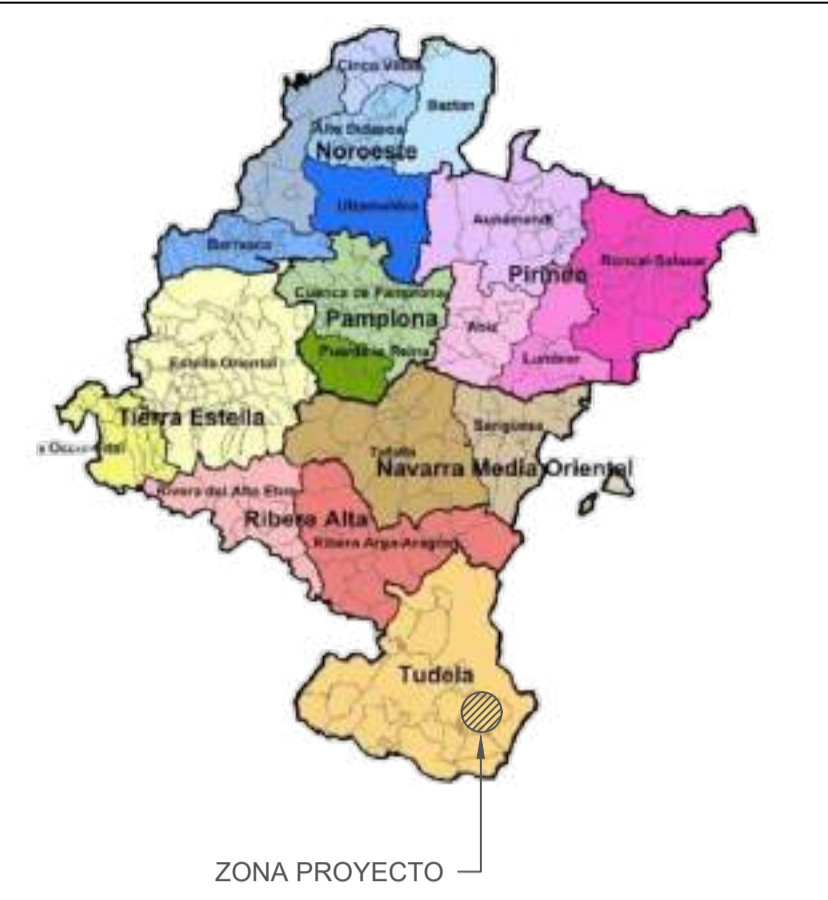 Cinco Villas
Baztan
Alto Bidasoa
Noroeste
Ultzamaldea
Auñamendi
Barranca
Pirineo
Roncal-Salazar
Cuenca de Pamplona
Pamplona
Aoiz
Puente la Reina
Lumbier
Estella Oriental
Tierra Estella
Sangüesa
Tafalla
Navarra Media Oriental
Rivera del Alto Ebro
Ribera Alta
Ribera Arga-Aragón
Tudela
ZONA PROYECTO